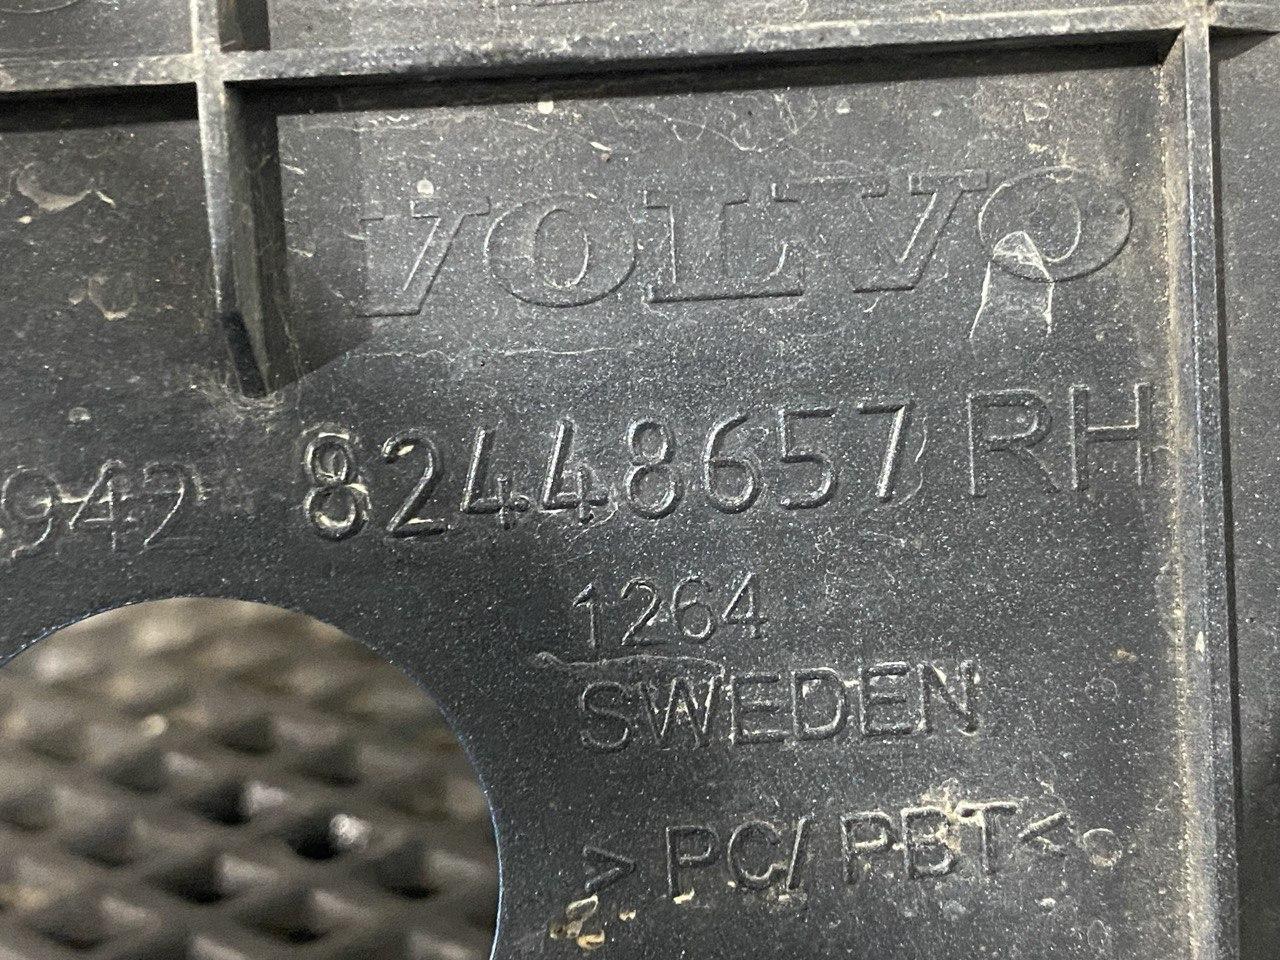 VOLVO
942 82448657 RH
1264
SWEDEN
> PC/PBT <